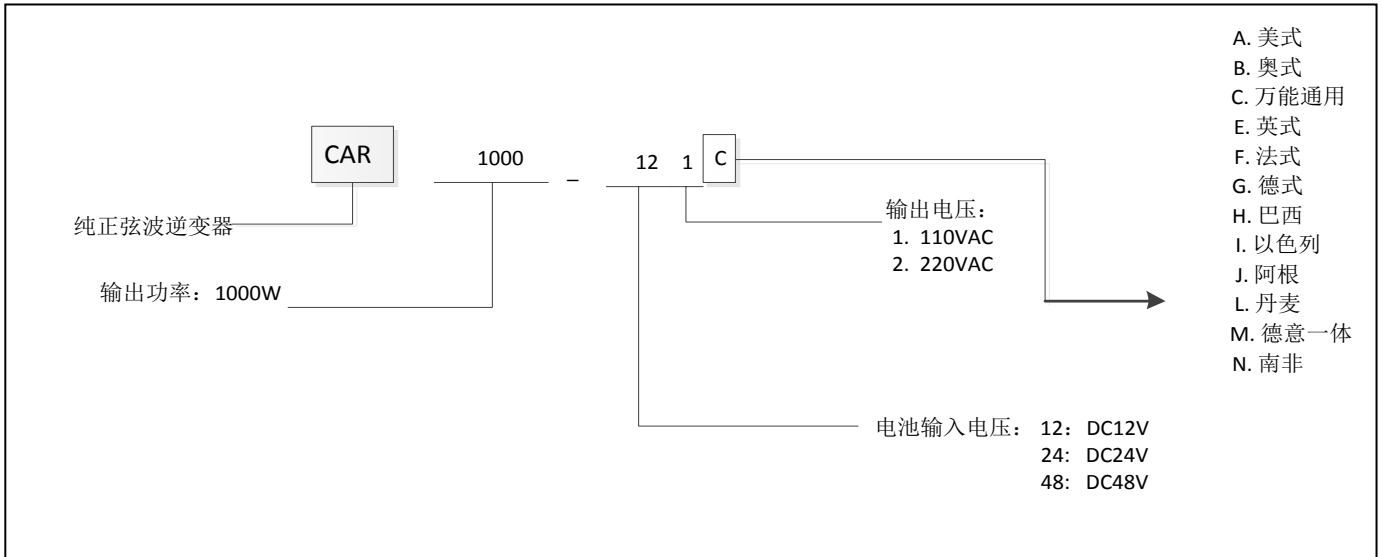 CAR 1000 – 12 1 C
纯正弦波逆变器
输出功率：1000W
输出电压：
1. 110VAC
2. 220VAC
电池输入电压：12：DC12V
24：DC24V
48：DC48V
A. 美式
B. 奥式
C. 万能通用
E. 英式
F. 法式
G. 德式
H. 巴西
I. 以色列
J. 阿根
L. 丹麦
M. 德意一体
N. 南非